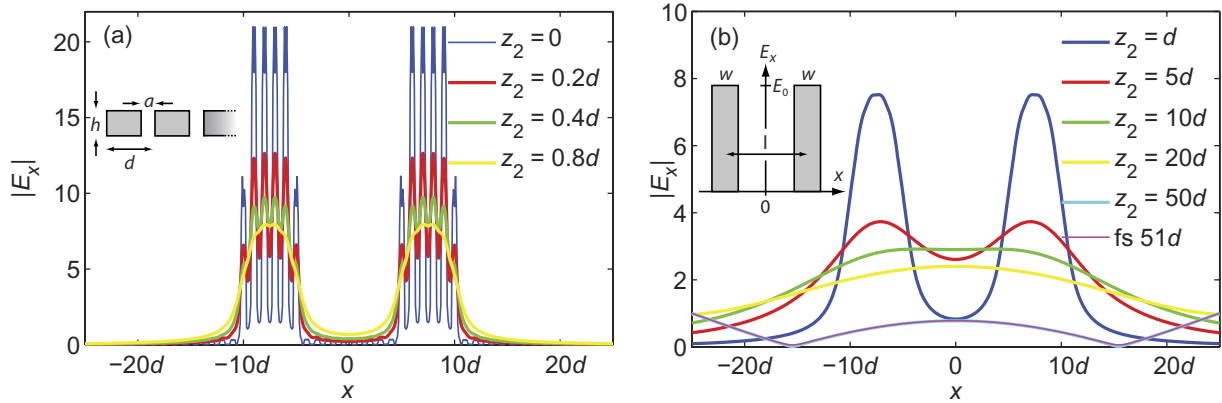 (a)
|E_x|
20
15
10
5
0
−20d −10d 0 10d 20d
x
z_2 = 0
z_2 = 0.2d
z_2 = 0.4d
z_2 = 0.8d
a
h
d
(b)
|E_x|
10
8
6
4
2
0
−20d −10d 0 10d 20d
x
z_2 = d
z_2 = 5d
z_2 = 10d
z_2 = 20d
z_2 = 50d
fs 51d
E_x
w w
E_0
l
x
0